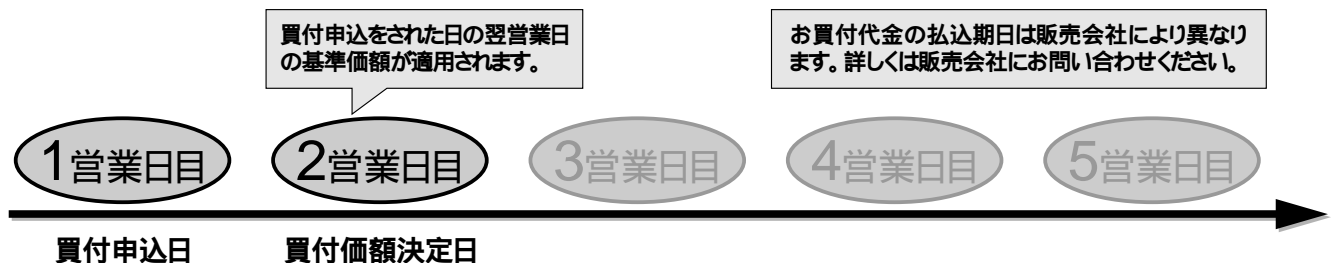 買付申込をされた日の翌営業日
の基準価額が適用されます。
お買付代金の払込期日は販売会社により異なり
ます。詳しくは販売会社にお問い合わせください。
1営業日目
2営業日目
3営業日目
4営業日目
5営業日目
買付申込日
買付価額決定日